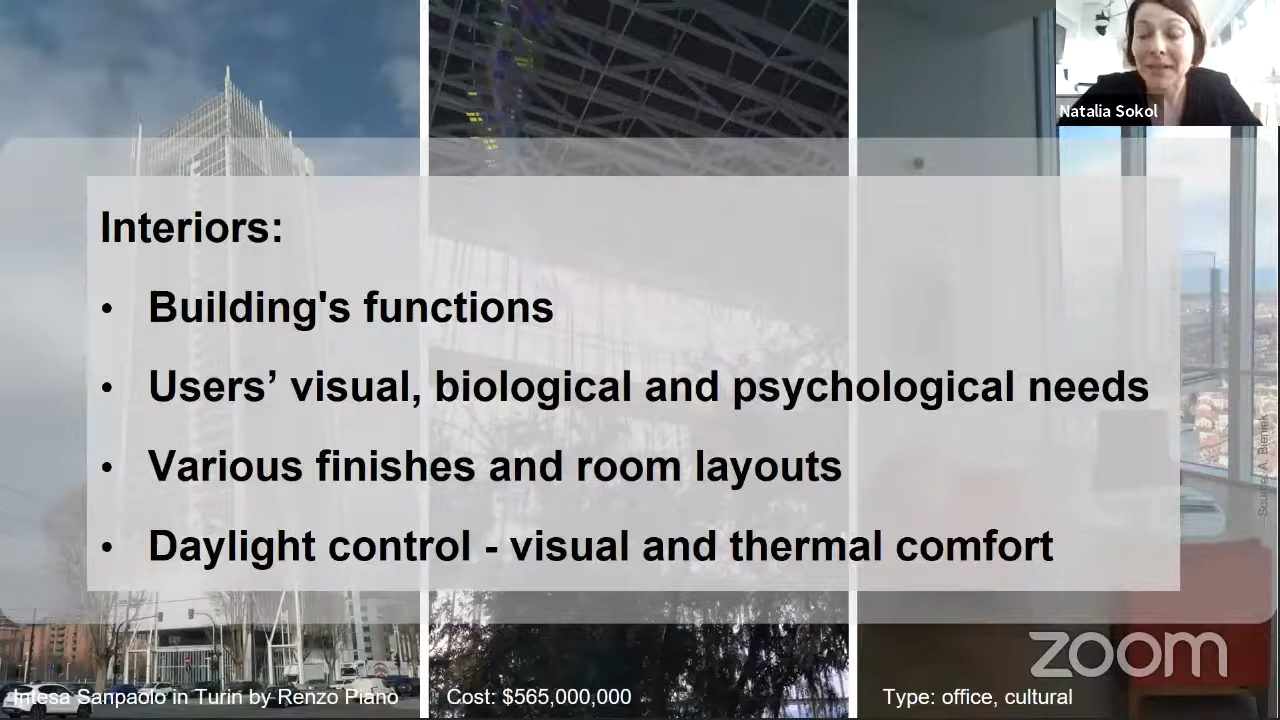 Natalia Sokol
Interiors:
• Building's functions
• Users’ visual, biological and psychological needs
• Various finishes and room layouts
• Daylight control - visual and thermal comfort
Source: A. Bieniek
zoom
Intesa Sanpaolo in Turin by Renzo Piano
Cost: $565,000,000
Type: office, cultural